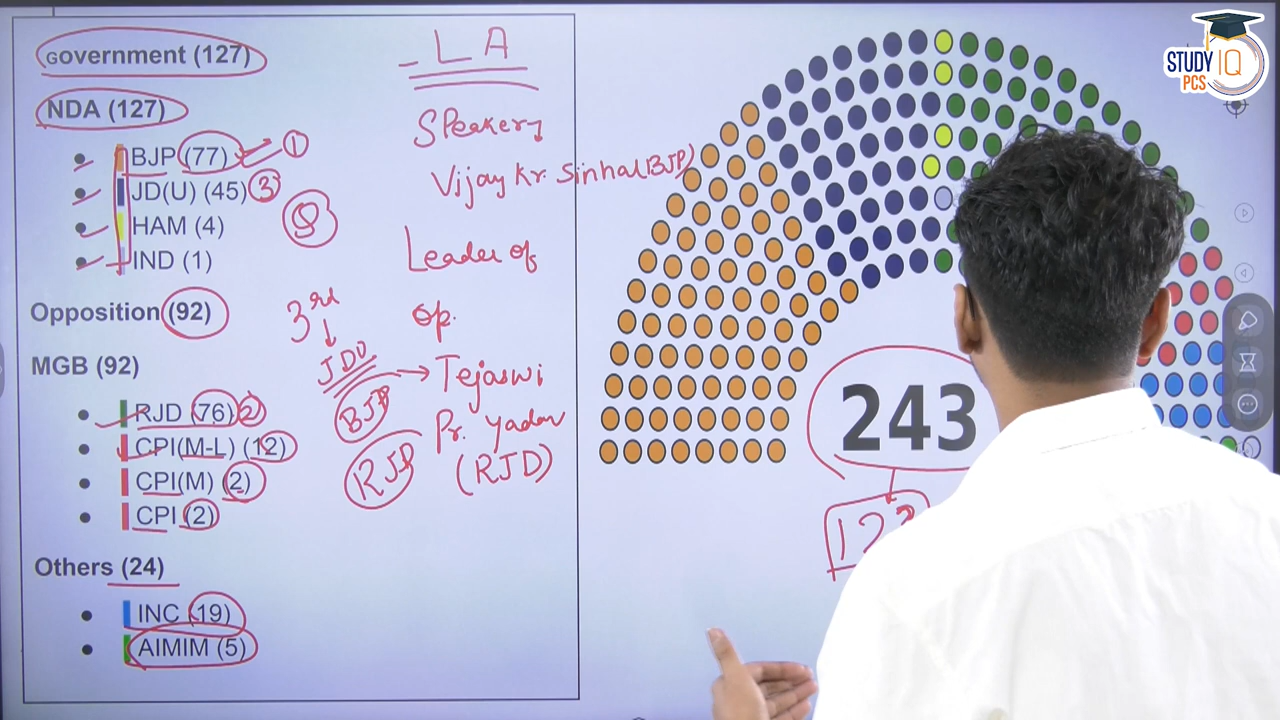 Government (127)
NDA (127)
BJP (77) ①
JD(U) (45) ③
HAM (4)
IND (1)
Opposition (92)
MGB (92)
RJD (76) ②
CPI(M-L) (12)
CPI(M) (2)
CPI (2)
Others (24)
INC (19)
AIMIM (5)
3rd
JDU
BJP
RJD
LA
Speaker
Vijay Kr. Sinha (BJP)
Leader of
op.
Tejaswi
Pr. Yadav
(RJD)
243
STUDY IQ
PCS